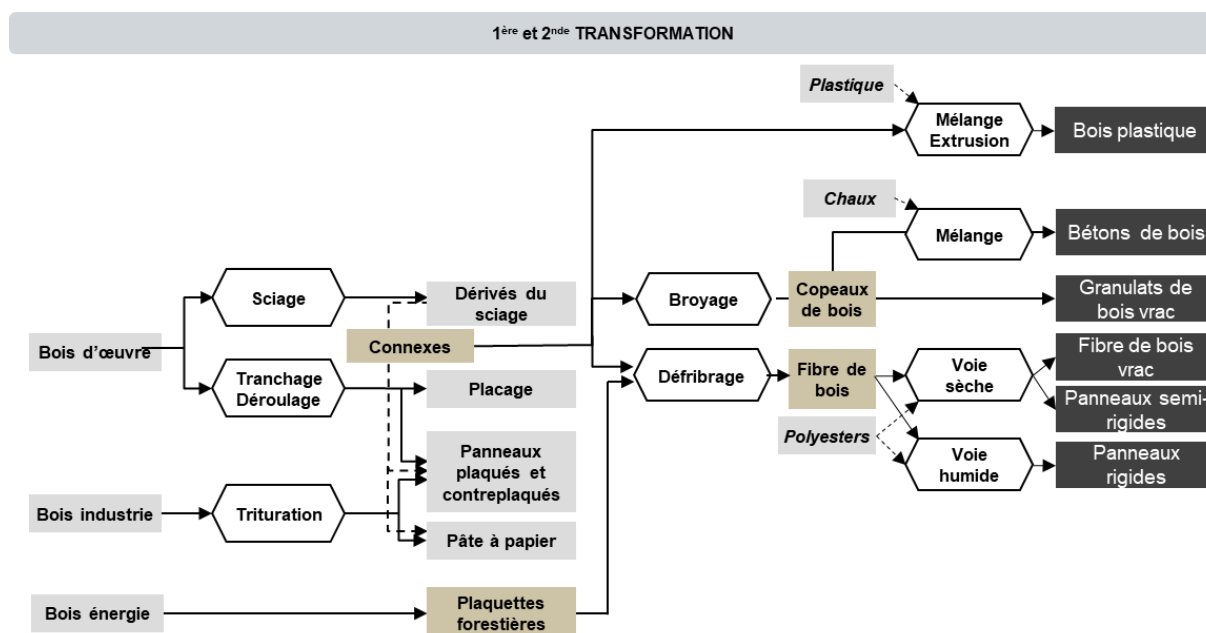 1ère et 2nde TRANSFORMATION
Plastique
Mélange
Extrusion
Bois plastique
Chaux
Mélange
Bétons de bois
Sciage
Dérivés du
sciage
Broyage
Copeaux
de bois
Granulats de
bois vrac
Bois d’œuvre
Connexes
Tranchage
Déroulage
Placage
Défribrage
Fibre de
bois
Voie
sèche
Fibre de bois
vrac
Panneaux semi-
rigides
Polyesters
Panneaux
plaqués et
contreplaqués
Voie
humide
Panneaux
rigides
Bois industrie
Trituration
Pâte à papier
Bois énergie
Plaquettes
forestières